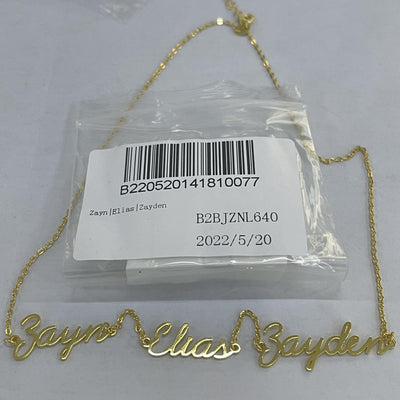 B220520141810077
Zayn|Elias|Zayden
B2BJZNL640
2022/5/20
Zayn Elias Zayden